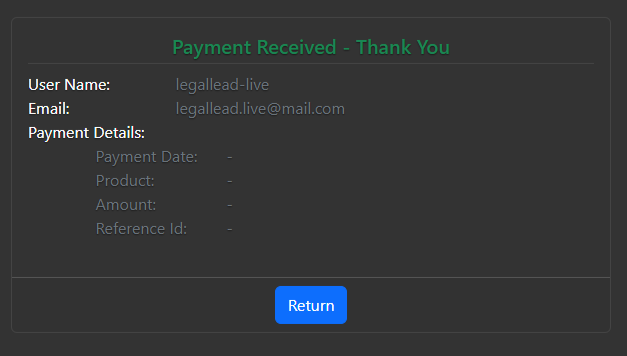 Payment Received - Thank You
User Name: legallead-live
Email: legallead.live@mail.com
Payment Details:
Payment Date: -
Product: -
Amount: -
Reference Id: -
Return